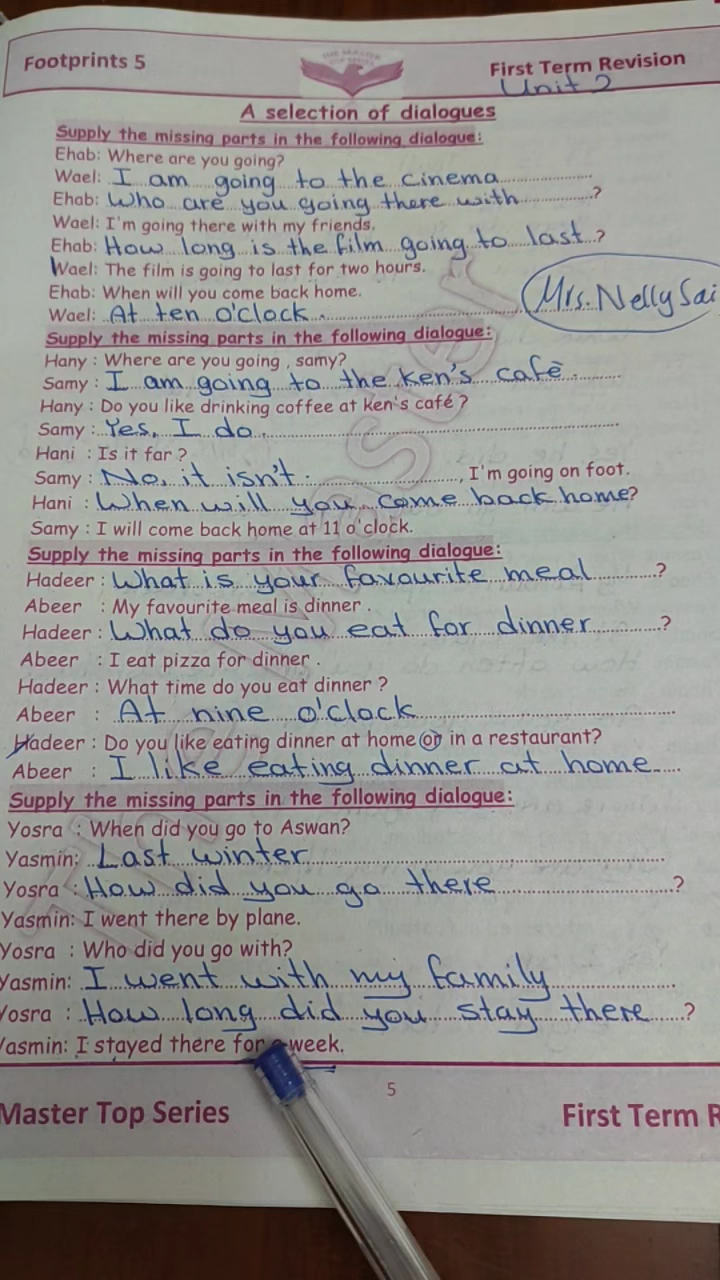 Footprints 5
THE MASTER
TOP SERIES
First Term Revision
Unit 2
A selection of dialogues
Supply the missing parts in the following dialogue:
Ehab: Where are you going?
Wael: I am going to the cinema
Ehab: Who are you going there with ?
Wael: I'm going there with my friends.
Ehab: How long is the film going to last ?
Wael: The film is going to last for two hours.
Ehab: When will you come back home.
Wael: At ten o'clock .
Mrs. Nelly Sai
Supply the missing parts in the following dialogue:
Hany : Where are you going , samy?
Samy : I am going to the ken's cafè .
Hany : Do you like drinking coffee at ken's café ?
Samy : Yes, I do .
Hani : Is it far ?
Samy : No, it isn't . , I'm going on foot.
Hani : When will you come back home?
Samy : I will come back home at 11 o'clock.
Supply the missing parts in the following dialogue:
Hadeer : What is your favourite meal ?
Abeer : My favourite meal is dinner .
Hadeer : What do you eat for dinner ?
Abeer : I eat pizza for dinner .
Hadeer : What time do you eat dinner ?
Abeer : At nine o'clock
Hadeer : Do you like eating dinner at home or in a restaurant?
Abeer : I like eating dinner at home
Supply the missing parts in the following dialogue:
Yosra : When did you go to Aswan?
Yasmin: Last winter
Yosra : How did you go there ?
Yasmin: I went there by plane.
Yosra : Who did you go with?
Yasmin: I went with my family
Yosra : How long did you stay there ?
Yasmin: I stayed there for a week.
5
Master Top Series
First Term R